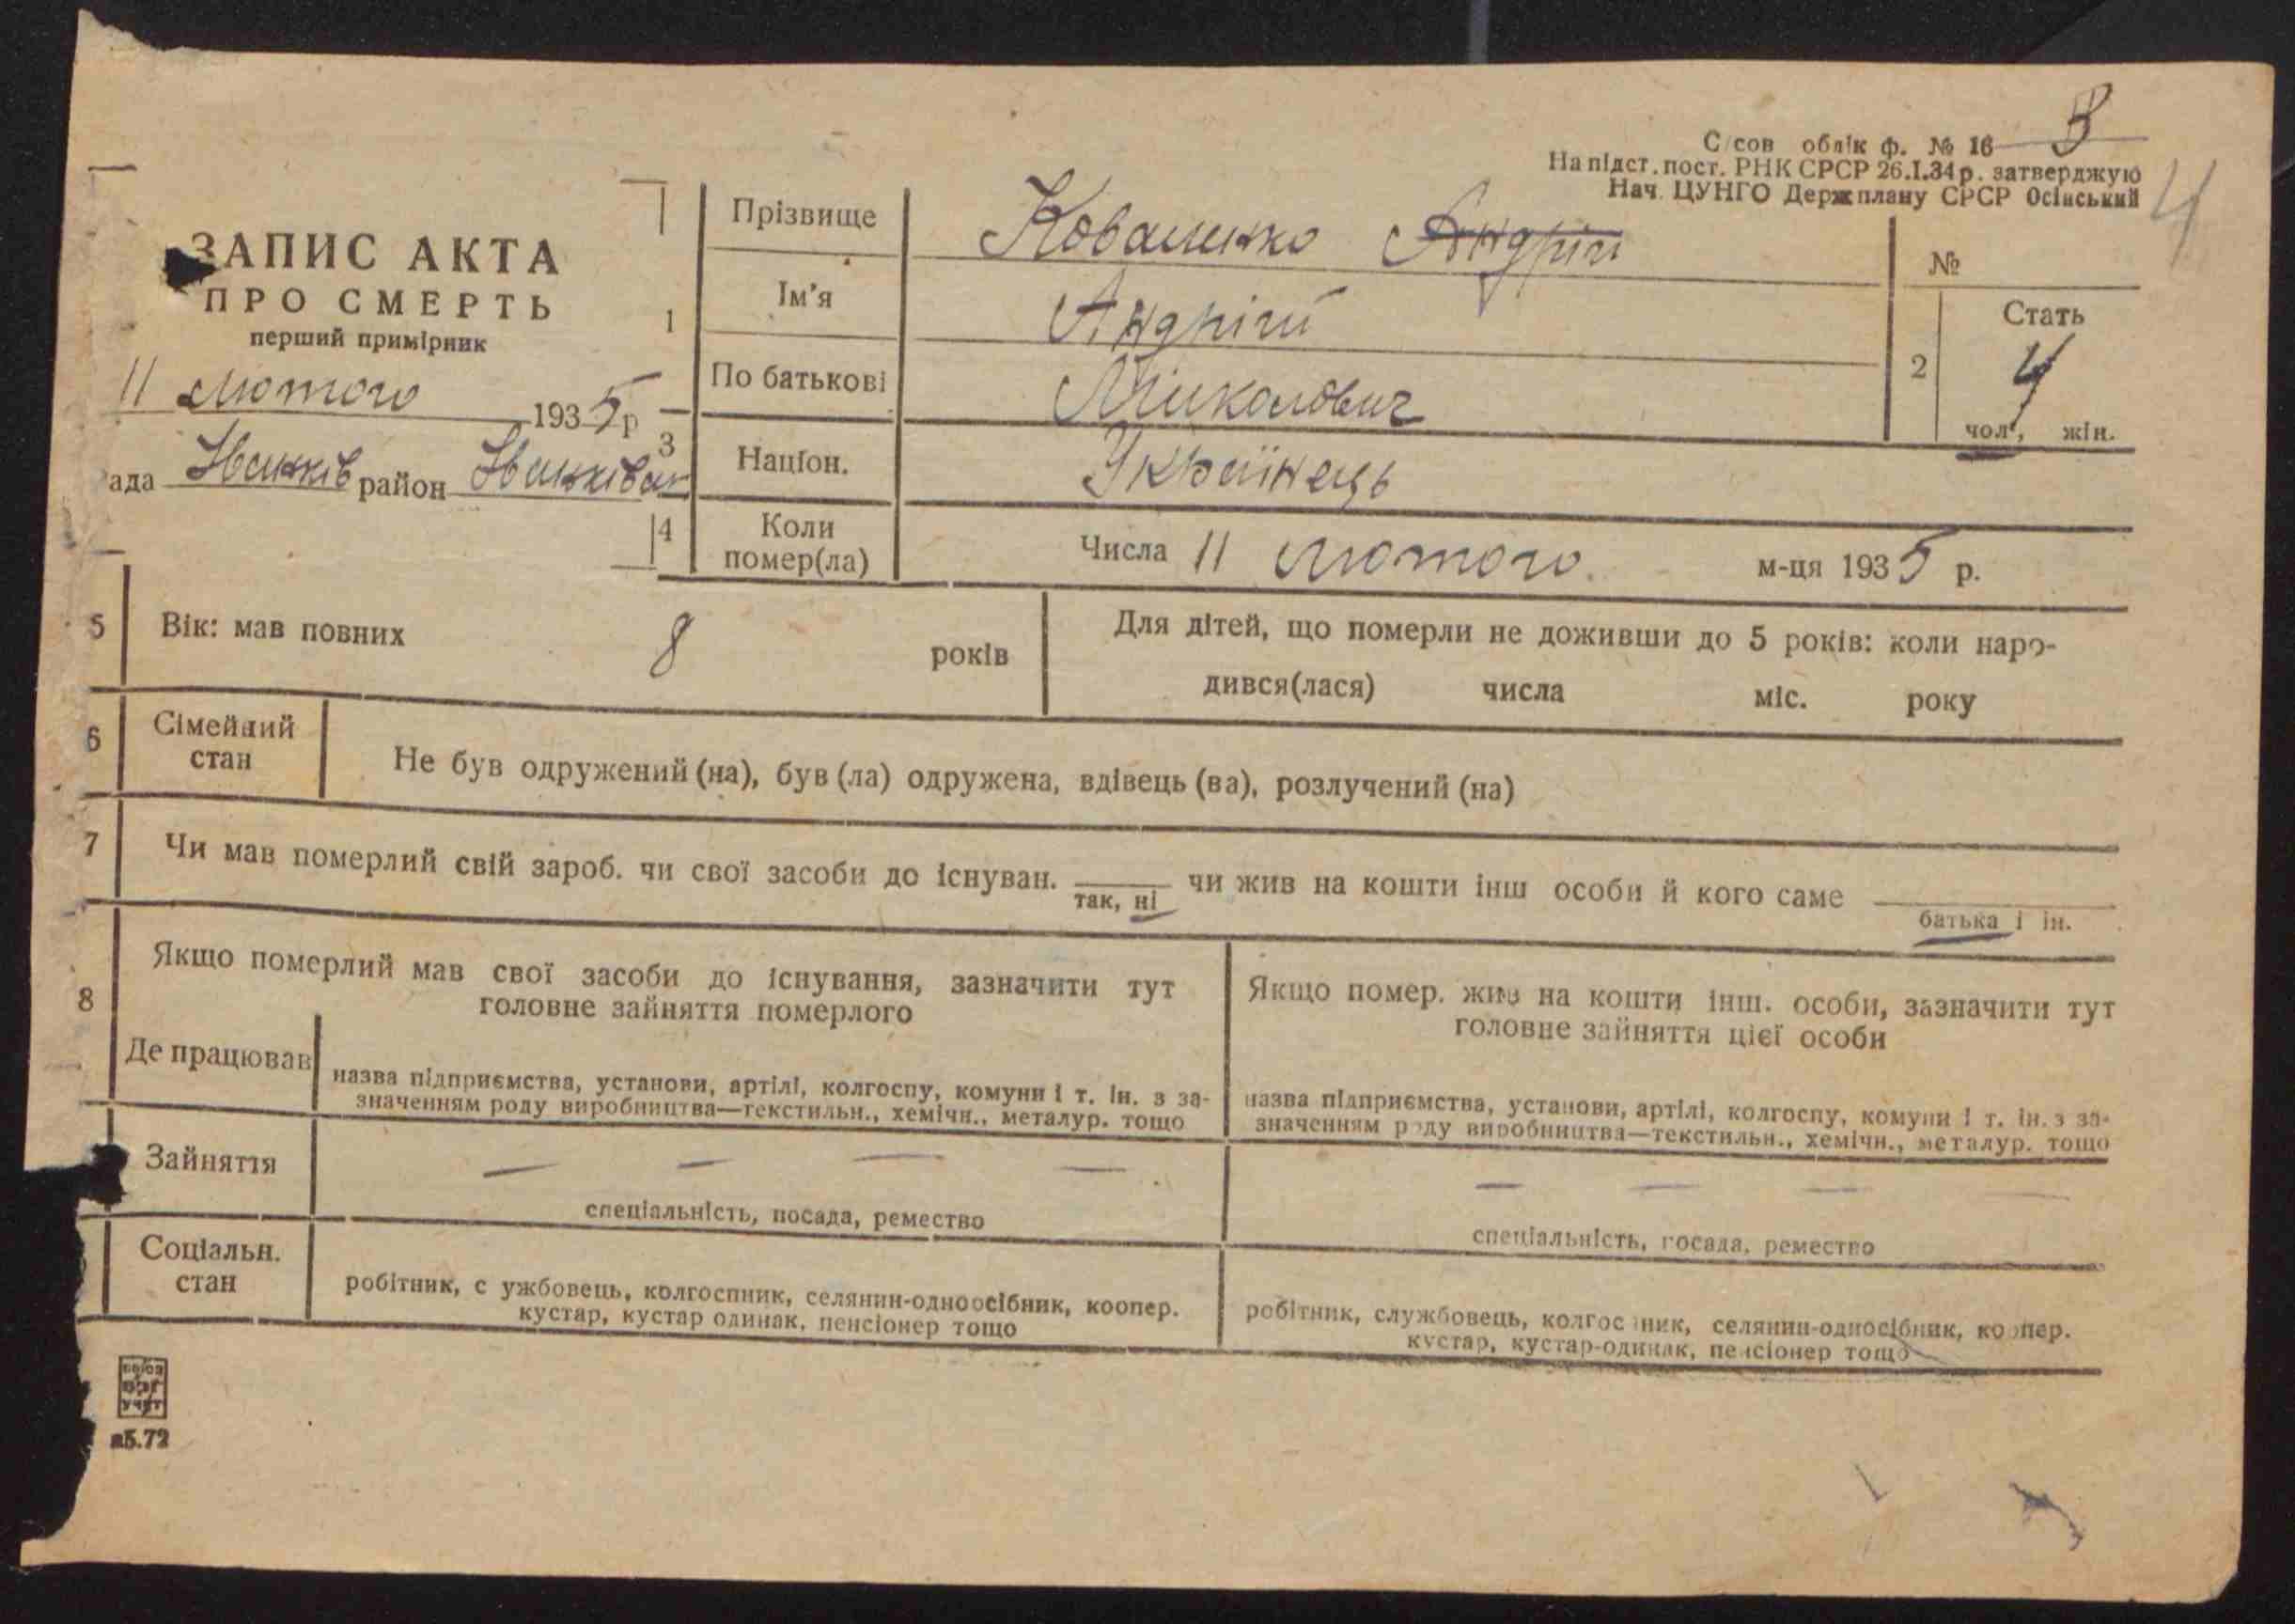 С/сов облік ф. № 16
На підст. пост. РНК СРСР 26.I.34 р. затверджую
Нач. ЦУНГО Держплану СРСР Осінський
4
ЗАПИС АКТА
ПРО СМЕРТЬ
перший примірник
11 лютого 1935 р
ада Іванків район
1
Прізвище Коваленко Андрій
Ім'я Андрій
По батькові Миколович
№
2
Стать
Ч
чол., жін.
3
Націон. Українець
4
Коли помер(ла)
Числа 11 лютого м-ця 1935 р.
5
Вік: мав повних 8 років
Для дітей, що померли не доживши до 5 років: коли наро-
дився(лася) числа міс. року
6
Сімейний
стан
Не був одружений (на), був (ла) одружена, вдівець (ва), розлучений (на)
7
Чи мав померлий свій зароб. чи свої засоби до існуван. чи жив на кошти інш особи й кого саме
так, ні
батька і ін.
8
Якщо померлий мав свої засоби до існування, зазначити тут
головне зайняття померлого
Якщо помер. жив на кошти інш. особи, зазначити тут
головне зайняття цієї особи
Де працював
назва підприємства, установи, артілі, колгоспу, комуни і т. ін. з за-
значенням роду виробництва—текстильн., хемічн., металур. тощо
назва підприємства, установи, артілі, колгоспу, комуни і т. ін. з за-
значенням роду виробництва—текстильн., хемічн., металур. тощо
Зайняття
— — — —
спеціальність, посада, ремество
— — — —
спеціальність, посада, ремество
Соціальн.
стан
робітник, с ужбовець, колгоспник, селянин-одноосібник, коопер.
кустар, кустар одинак, пенсіонер тощо
робітник, службовець, колгос ник, селянин-односібник, коопер.
кустар, кустар-одинак, пенсіонер тощо
союз
орг
учет